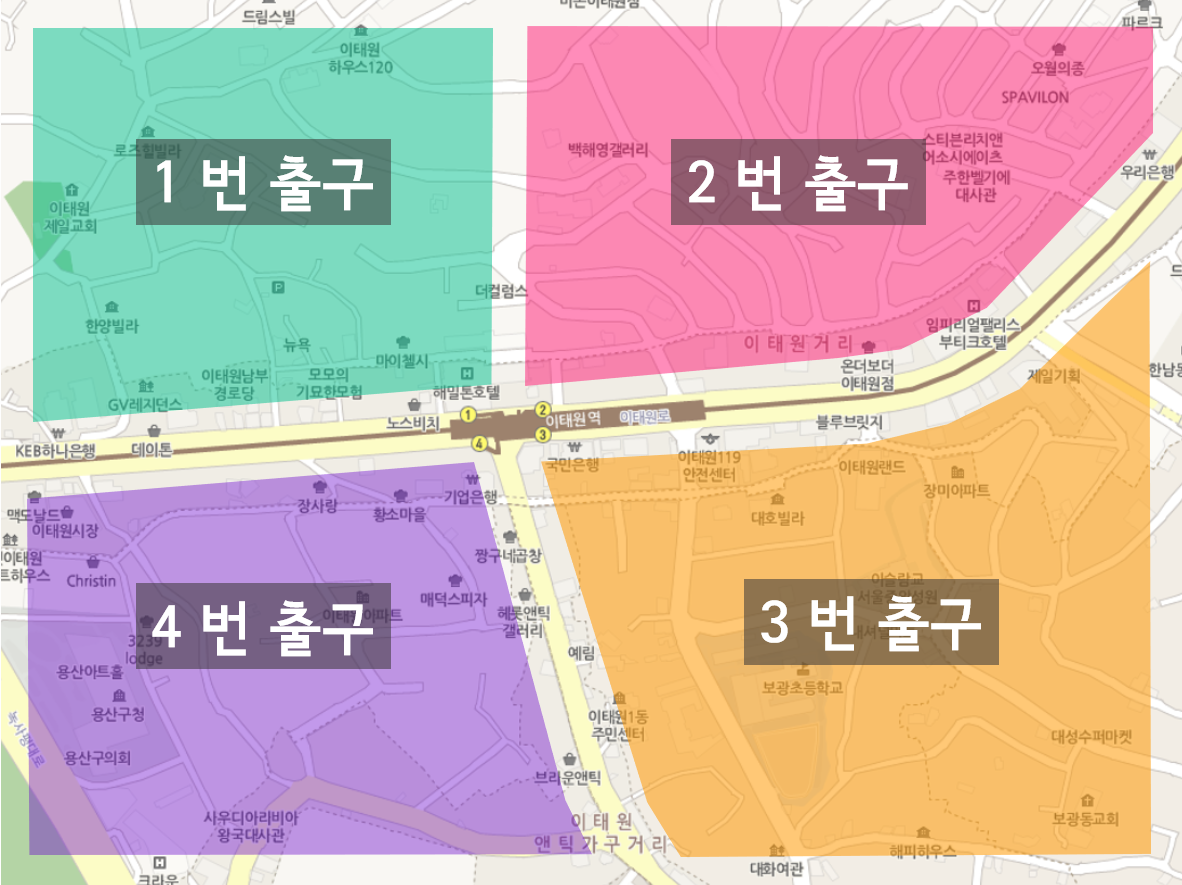 드림스빌
파르크
이태원
하우스120
오월의종
SPAVILON
로즈힐빌라
백해영갤러리
스티븐리치앤
어소시에이츠
주한벨기에
대사관
우리은행
1 번 출구
2 번 출구
이태원
제일교회
더컬럼스
P
한양빌라
H
임피리얼팰리스
부티크호텔
이태원거리
뉴욕
마이첼시
온더보더
이태원점
제일기획
이태원남부
경로당
모모의
기묘한모험
H
해밀톤호텔
GV레지던스
노스비치
1
2
3
4
이태원역
이태원로
블루브릿지
KEB하나은행
데이톤
국민은행
이태원119
안전센터
이태원랜드
장미아파트
기업은행
장사랑
황소마을
맥도날드
이태원시장
대호빌라
짱구네곱창
Christin
매덕스피자
이슬람교
헤롯앤틱
갤러리
4 번 출구
3 번 출구
3239
lodge
예림
용산아트홀
보광초등학교
용산구청
이태원1동
주민센터
녹사평대로
용산구의회
대성수퍼마켓
브라운앤틱
사우디아라비아
왕국대사관
이태원
앤틱가구거리
보광동교회
해피하우스
H
크라운
대화여관